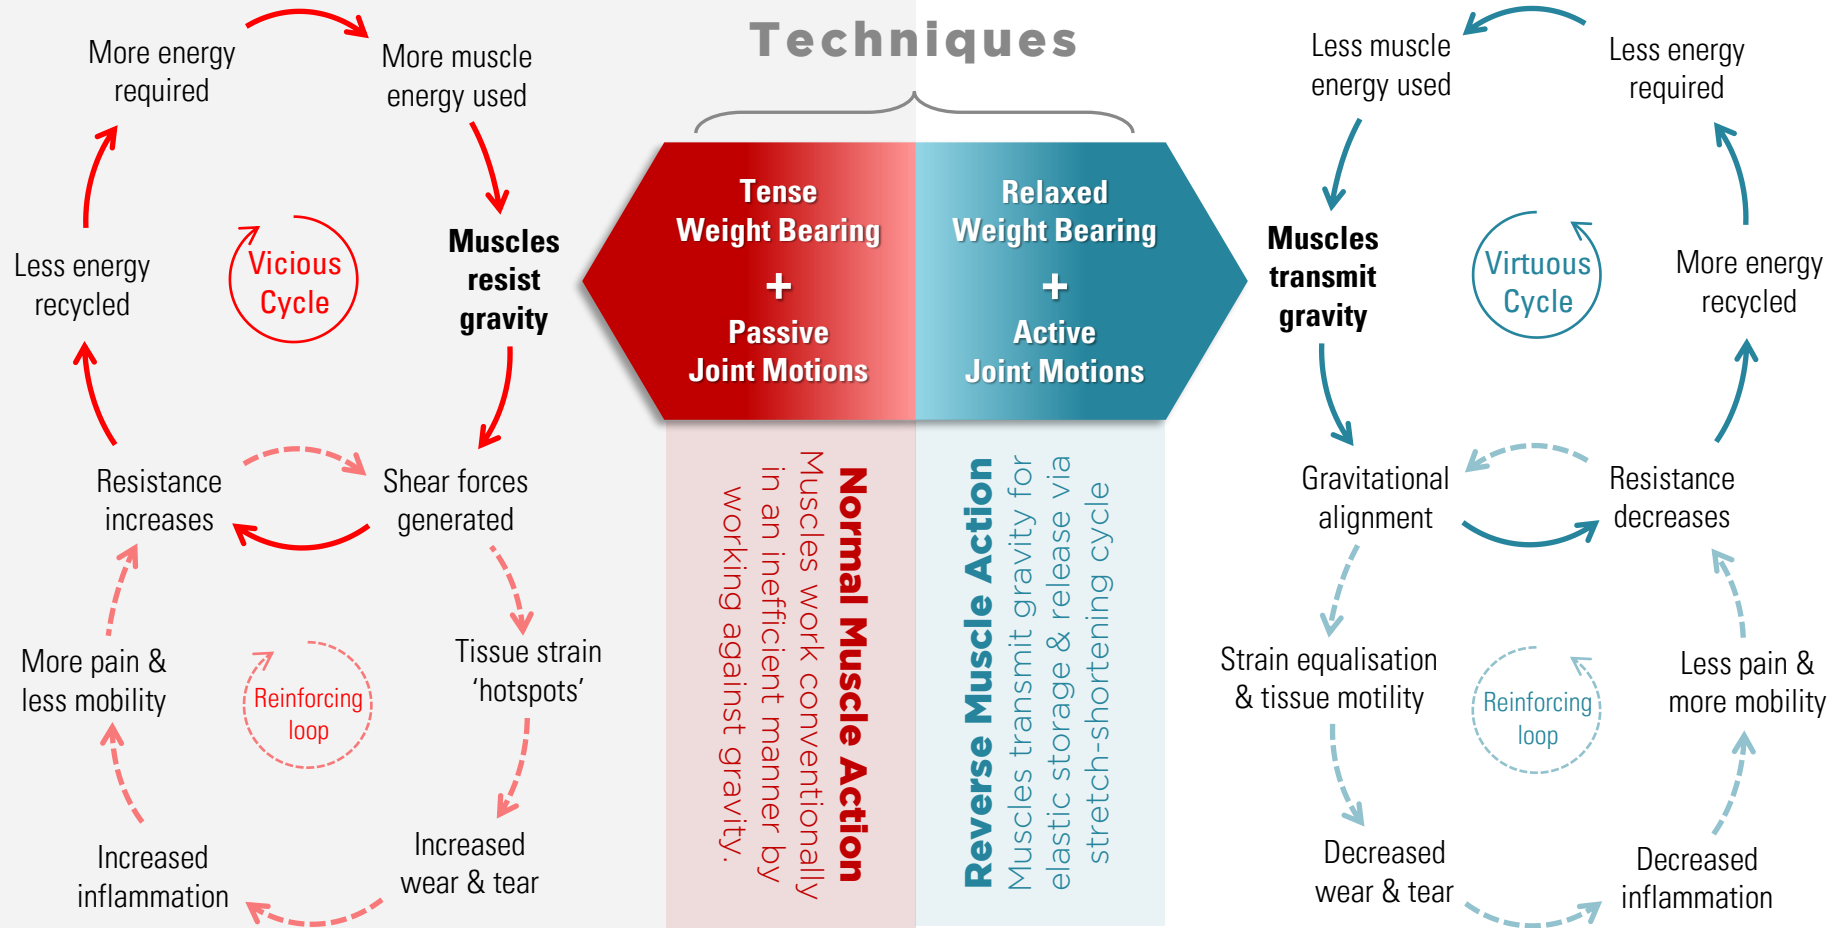 Techniques
More energy
required
More muscle
energy used
Muscles
resist
gravity
Less energy
recycled
Vicious
Cycle
Resistance
increases
Shear forces
generated
More pain &
less mobility
Reinforcing
loop
Tissue strain
'hotspots'
Increased
inflammation
Increased
wear & tear
Tense
Weight Bearing
+
Passive
Joint Motions
Relaxed
Weight Bearing
+
Active
Joint Motions
Normal Muscle Action
Muscles work conventionally
in an inefficient manner by
working against gravity.
Reverse Muscle Action
Muscles transmit gravity for
elastic storage & release via
stretch-shortening cycle
Less muscle
energy used
Less energy
required
Muscles
transmit
gravity
Virtuous
Cycle
More energy
recycled
Gravitational
alignment
Resistance
decreases
Strain equalisation
& tissue motility
Reinforcing
loop
Less pain &
more mobility
Decreased
wear & tear
Decreased
inflammation